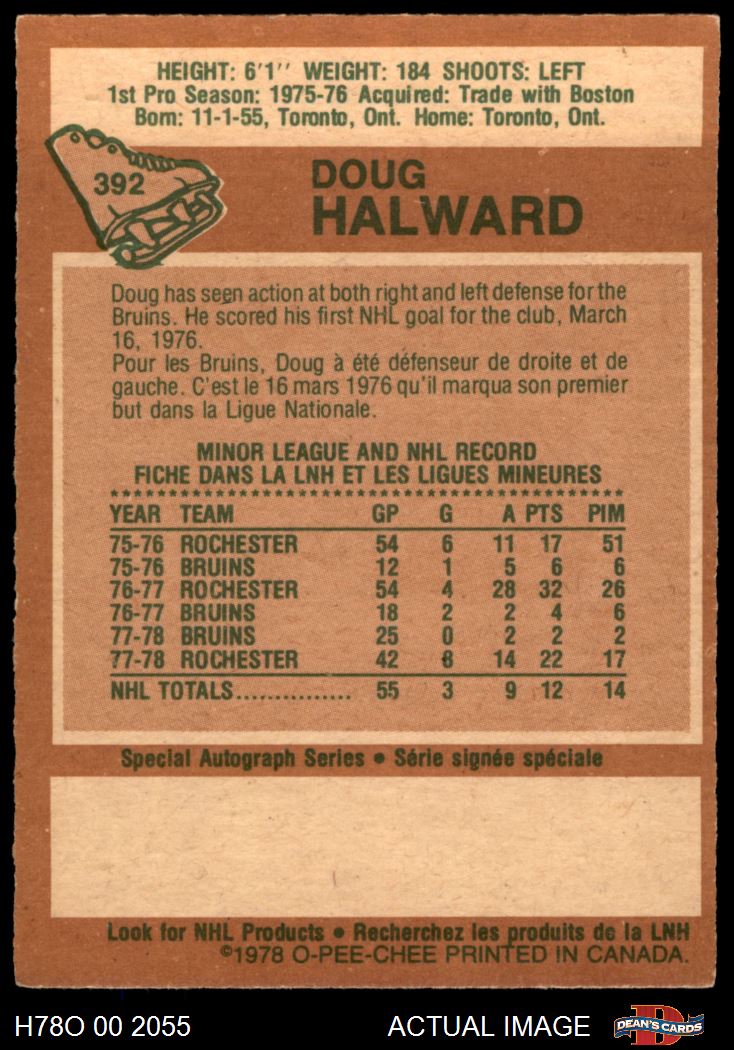 HEIGHT: 6'1'' WEIGHT: 184 SHOOTS: LEFT
1st Pro Season: 1975-76 Acquired: Trade with Boston
Born: 11-1-55, Toronto, Ont. Home: Toronto, Ont.
392
DOUG
HALWARD
Doug has seen action at both right and left defense for the
Bruins. He scored his first NHL goal for the club, March
16, 1976.
Pour les Bruins, Doug à été défenseur de droite et de
gauche. C'est le 16 mars 1976 qu'il marqua son premier
but dans la Ligue Nationale.
MINOR LEAGUE AND NHL RECORD
FICHE DANS LA LNH ET LES LIGUES MINEURES
YEAR TEAM GP G A PTS PIM
75-76 ROCHESTER 54 6 11 17 51
75-76 BRUINS 12 1 5 6 6
76-77 ROCHESTER 54 4 28 32 26
76-77 BRUINS 18 2 2 4 6
77-78 BRUINS 25 0 2 2 2
77-78 ROCHESTER 42 8 14 22 17
NHL TOTALS............... 55 3 9 12 14
Special Autograph Series • Série signée spéciale
Look for NHL Products • Recherchez les produits de la LNH
©1978 O-PEE-CHEE PRINTED IN CANADA.
H78O 00 2055 ACTUAL IMAGE DEAN'S CARDS